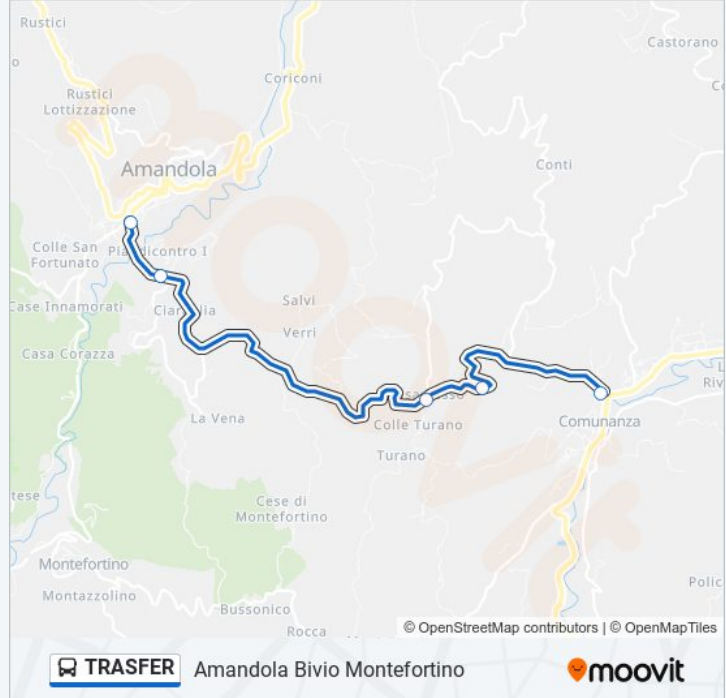 Rustici
Castorano
Coriconi
Rustici
Lottizzazione
Amandola
Conti
Colle San
Fortunato
Case Innamorati
Salvi
Verri
Casa Corazza
La Vena
Colle Turano
Comunanza
Turano
Cese di
Montefortino
Montefortino
Montazzolino
Bussonico
Rocca
© OpenStreetMap contributors | © OpenMapTiles
TRASFER Amandola Bivio Montefortino
moovit